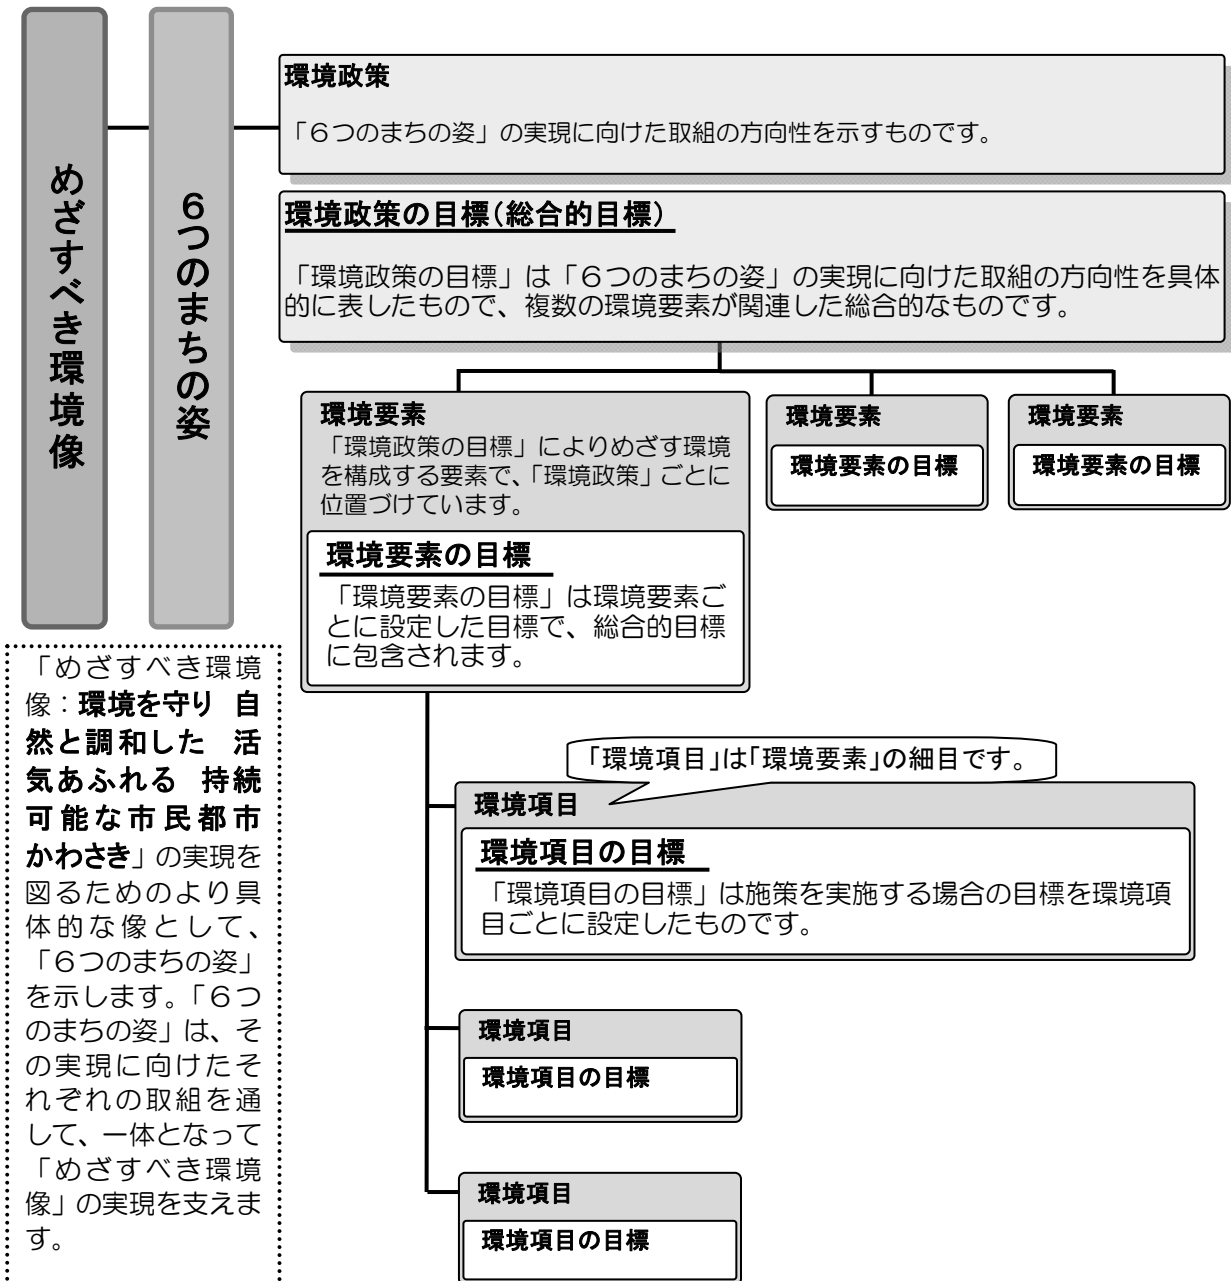 めざすべき環境像
６つのまちの姿
環境政策
「６つのまちの姿」の実現に向けた取組の方向性を示すものです。
環境政策の目標（総合的目標）
「環境政策の目標」は「６つのまちの姿」の実現に向けた取組の方向性を具体
的に表したもので、複数の環境要素が関連した総合的なものです。
環境要素
「環境政策の目標」によりめざす環境
を構成する要素で、「環境政策」ごとに
位置づけています。
環境要素の目標
「環境要素の目標」は環境要素ご
とに設定した目標で、総合的目標
に包含されます。
環境要素
環境要素の目標
環境要素
環境要素の目標
「環境項目」は「環境要素」の細目です。
環境項目
環境項目の目標
「環境項目の目標」は施策を実施する場合の目標を環境項
目ごとに設定したものです。
環境項目
環境項目の目標
環境項目
環境項目の目標
「めざすべき環境
像：環境を守り　自
然と調和した　活
気あふれる　持続
可能な市民都市
かわさき」の実現を
図るためのより具
体的な像として、
「６つのまちの姿」
を示します。「６つ
のまちの姿」は、そ
の実現に向けたそ
れぞれの取組を通
して、一体となって
「めざすべき環境
像」の実現を支えま
す。